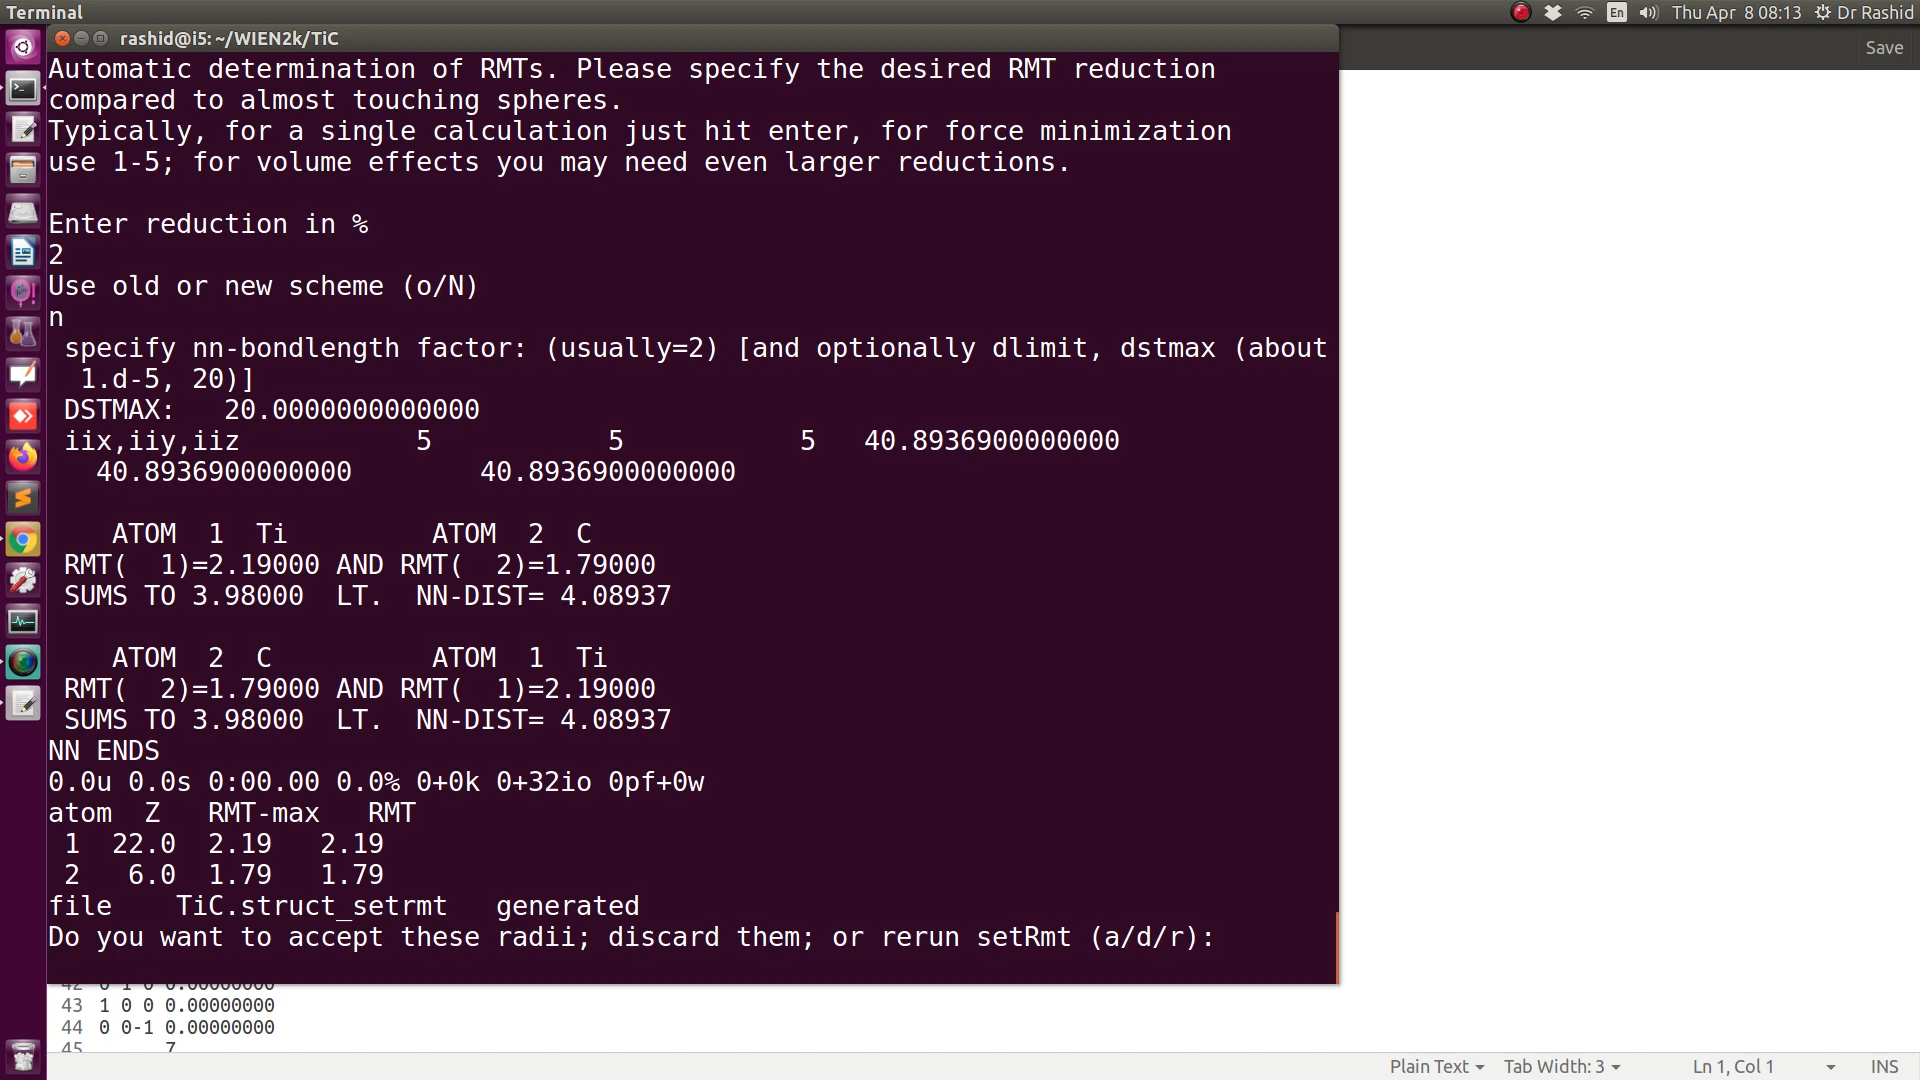 Terminal
En
Thu Apr 8 08:13
Dr Rashid
rashid@i5: ~/WIEN2k/TiC
Save
Automatic determination of RMTs. Please specify the desired RMT reduction
compared to almost touching spheres.
Typically, for a single calculation just hit enter, for force minimization
use 1-5; for volume effects you may need even larger reductions.
Enter reduction in %
2
Use old or new scheme (o/N)
n
specify nn-bondlength factor: (usually=2) [and optionally dlimit, dstmax (about
1.d-5, 20)]
DSTMAX: 20.0000000000000
iix,iiy,iiz 5 5 5 40.8936900000000
40.8936900000000 40.8936900000000
ATOM 1 Ti ATOM 2 C
RMT( 1)=2.19000 AND RMT( 2)=1.79000
SUMS TO 3.98000 LT. NN-DIST= 4.08937
ATOM 2 C ATOM 1 Ti
RMT( 2)=1.79000 AND RMT( 1)=2.19000
SUMS TO 3.98000 LT. NN-DIST= 4.08937
NN ENDS
0.0u 0.0s 0:00.00 0.0% 0+0k 0+32io 0pf+0w
atom Z RMT-max RMT
1 22.0 2.19 2.19
2 6.0 1.79 1.79
file TiC.struct_setrmt generated
Do you want to accept these radii; discard them; or rerun setRmt (a/d/r):
42 0 1 0 0.00000000
43 1 0 0 0.00000000
44 0 0-1 0.00000000
45 7
Plain Text Tab Width: 3 Ln 1, Col 1 INS